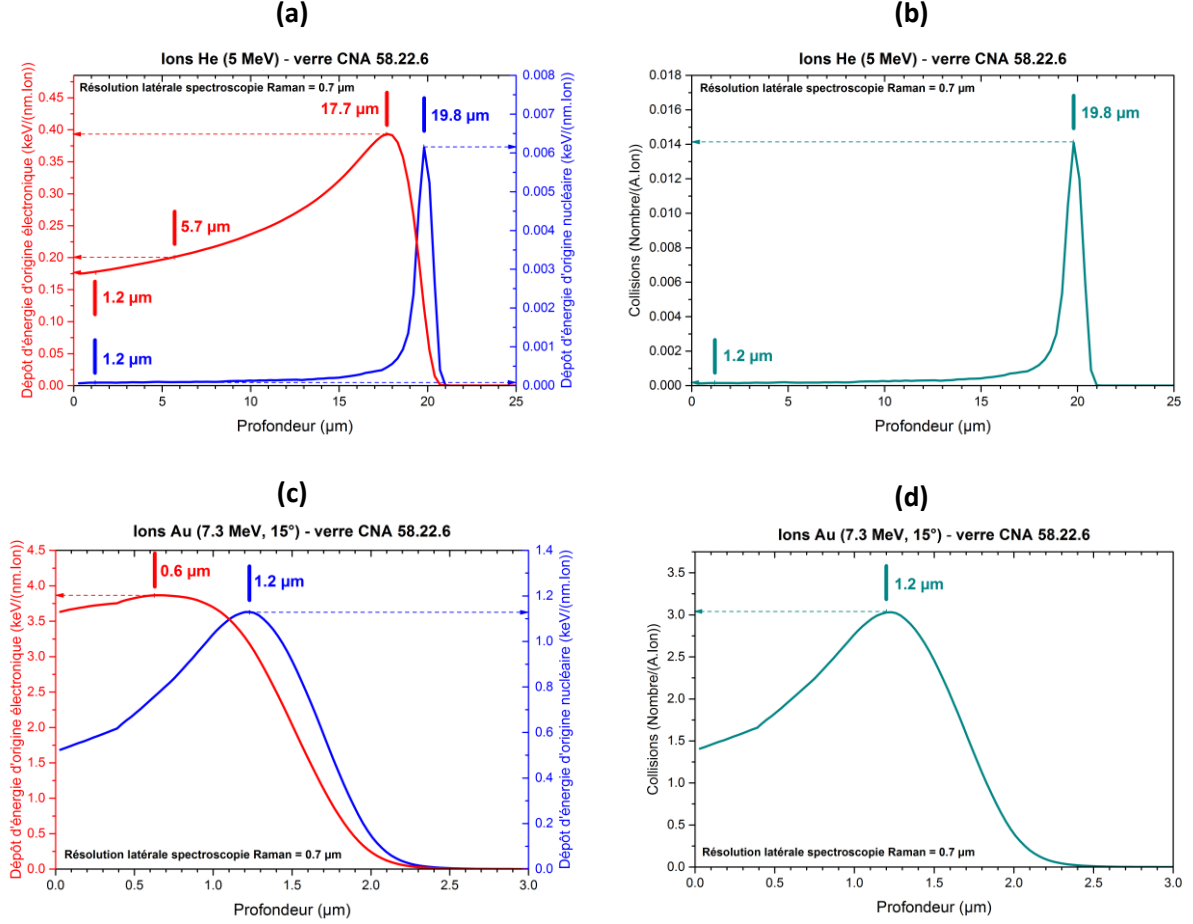 (a)
Ions He (5 MeV) - verre CNA 58.22.6
Résolution latérale spectroscopie Raman = 0.7 µm
17.7 µm
19.8 µm
5.7 µm
1.2 µm
1.2 µm
0.45
0.40
0.35
0.30
0.25
0.20
0.15
0.10
0.05
0.00
Dépôt d'énergie d'origine électronique (keV/(nm.Ion))
0.008
0.007
0.006
0.005
0.004
0.003
0.002
0.001
0.000
Dépôt d'énergie d'origine nucléaire (keV/(nm.Ion))
0 5 10 15 20 25
Profondeur (µm)
(b)
Ions He (5 MeV) - verre CNA 58.22.6
Résolution latérale spectroscopie Raman = 0.7 µm
19.8 µm
1.2 µm
0.018
0.016
0.014
0.012
0.010
0.008
0.006
0.004
0.002
0.000
Collisions (Nombre/(A.Ion))
0 5 10 15 20 25
Profondeur (µm)
(c)
Ions Au (7.3 MeV, 15°) - verre CNA 58.22.6
0.6 µm
1.2 µm
4.5
4.0
3.5
3.0
2.5
2.0
1.5
1.0
0.5
0.0
Dépôt d'énergie d'origine électronique (keV/(nm.Ion))
1.4
1.2
1.0
0.8
0.6
0.4
0.2
0.0
Dépôt d'énergie d'origine nucléaire (keV/(nm.Ion))
Résolution latérale spectroscopie Raman = 0.7 µm
0.0 0.5 1.0 1.5 2.0 2.5 3.0
Profondeur (µm)
(d)
Ions Au (7.3 MeV, 15°) - verre CNA 58.22.6
1.2 µm
3.5
3.0
2.5
2.0
1.5
1.0
0.5
0.0
Collisions (Nombre/(A.Ion))
Résolution latérale spectroscopie Raman = 0.7 µm
0.0 0.5 1.0 1.5 2.0 2.5 3.0
Profondeur (µm)